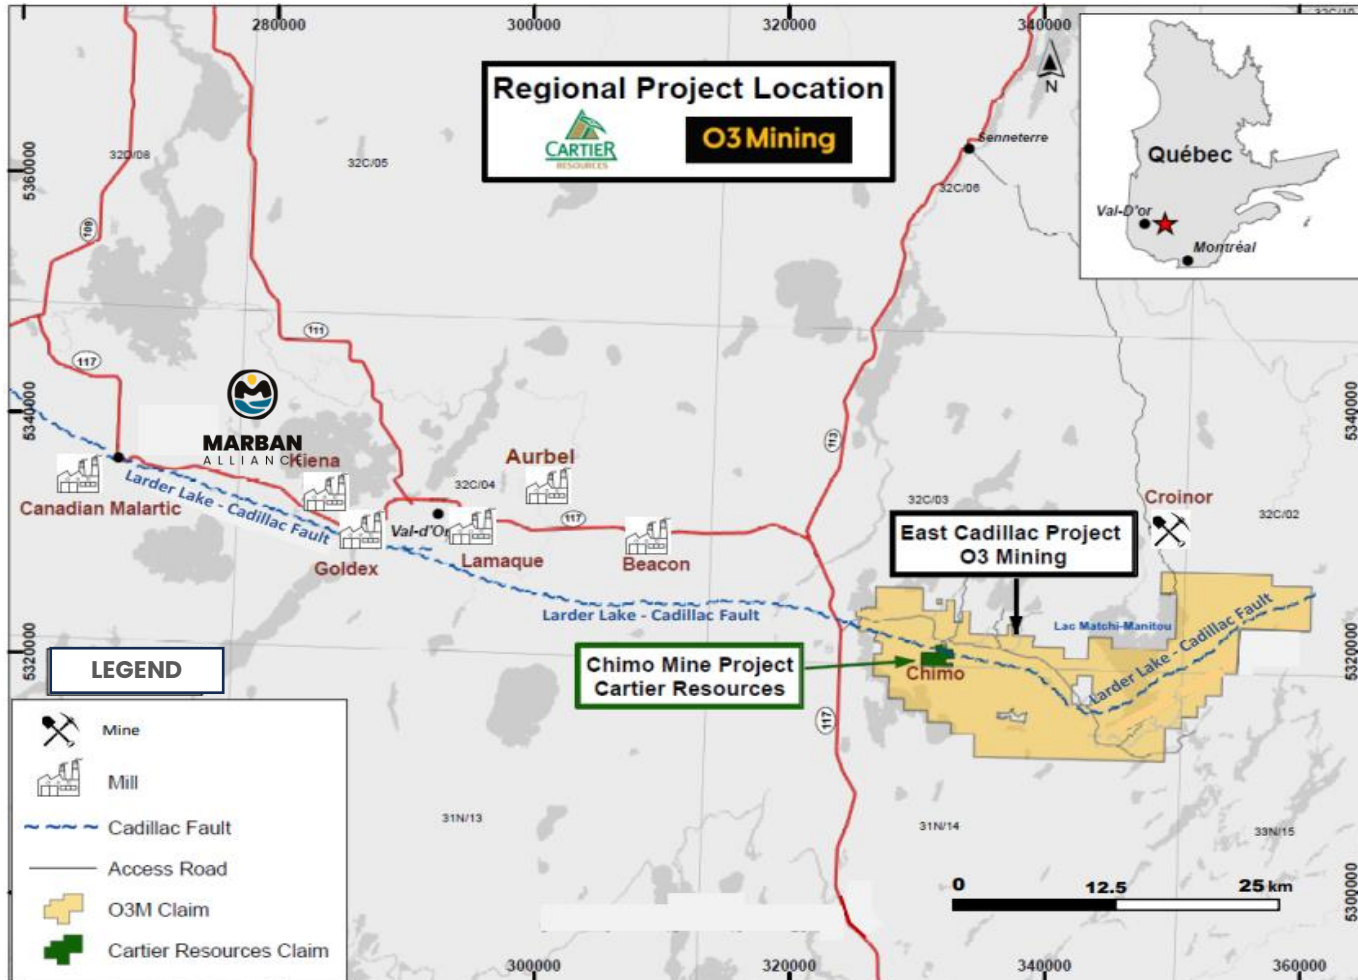 280000
300000
320000
340000
Regional Project Location
CARTIER
RESOURCES
O3 Mining
N
Québec
Val-D'or
Montréal
Senneterre
32D/08
32C/05
32C/06
5360000
109
111
117
5340000
5340000
MARBAN
ALLIANCE
Kiena
Aurbel
113
32C/04
32C/03
32C/02
Croinor
Canadian Malartic
Larder Lake - Cadillac Fault
Val-d'Or
117
Goldex
Lamaque
Beacon
East Cadillac Project
O3 Mining
Larder Lake - Cadillac Fault
Lac Matchi-Manitou
Larder Lake - Cadillac Fault
5320000
5320000
Chimo Mine Project
Cartier Resources
Chimo
117
LEGEND
Mine
Mill
Cadillac Fault
Access Road
O3M Claim
Cartier Resources Claim
31N/13
31N/14
33N/15
0
12.5
25 km
5300000
300000
320000
340000
360000